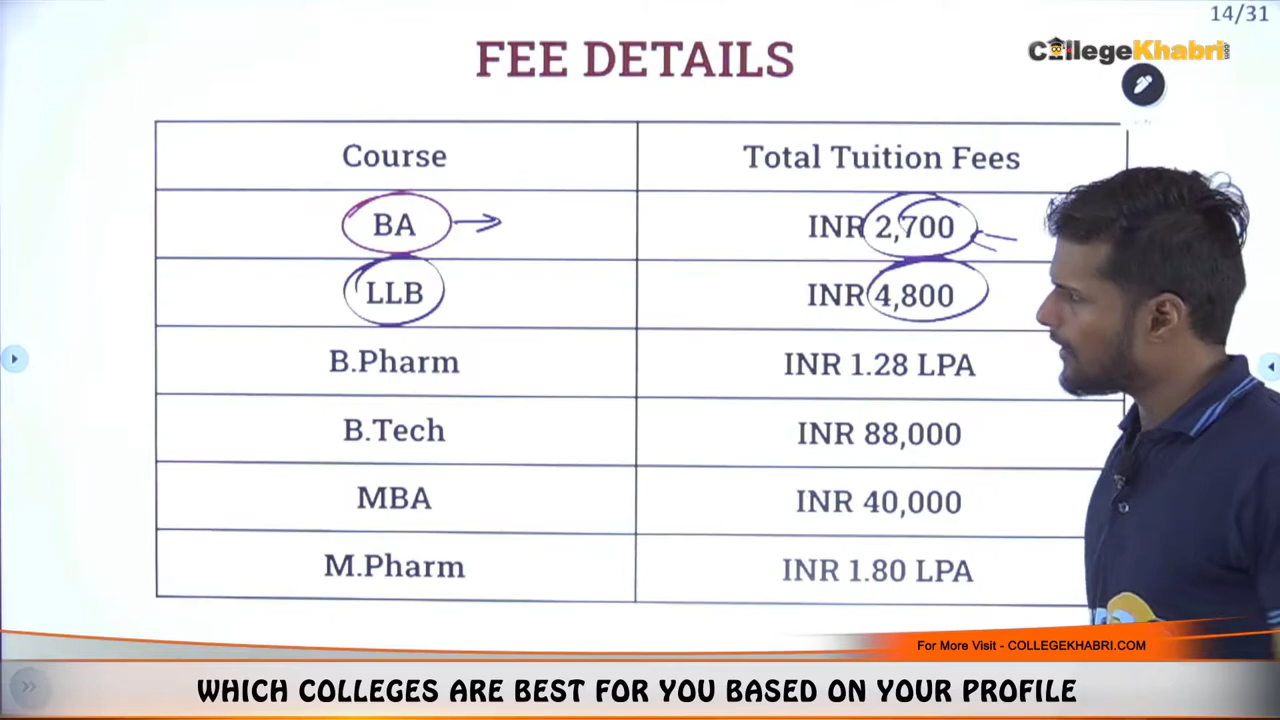 14/31
CollegeKhabri.com
FEE DETAILS
Course Total Tuition Fees
BA INR 2,700
LLB INR 4,800
B.Pharm INR 1.28 LPA
B.Tech INR 88,000
MBA INR 40,000
M.Pharm INR 1.80 LPA
For More Visit - COLLEGEKHABRI.COM
WHICH COLLEGES ARE BEST FOR YOU BASED ON YOUR PROFILE